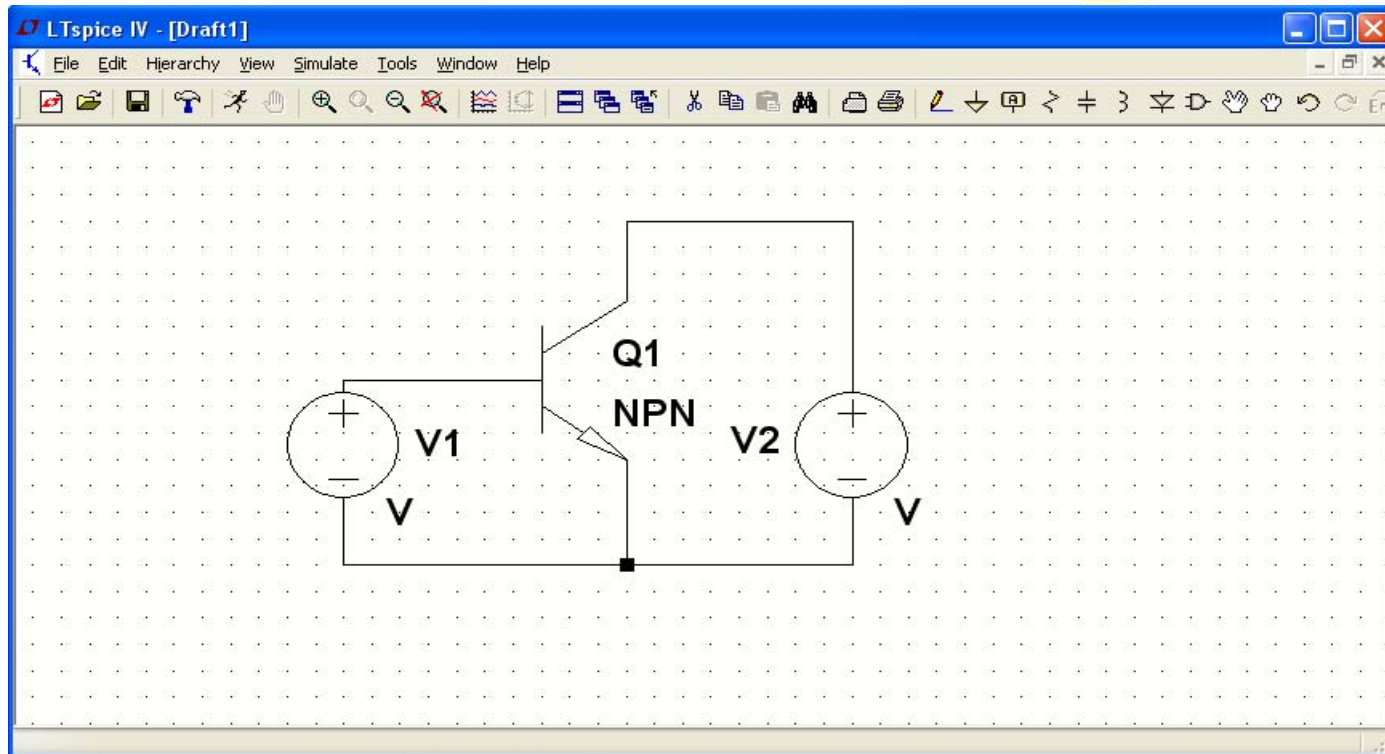 LTspice IV - [Draft1]
File Edit Hierarchy View Simulate Tools Window Help
Q1
NPN
V1
V
V2
V